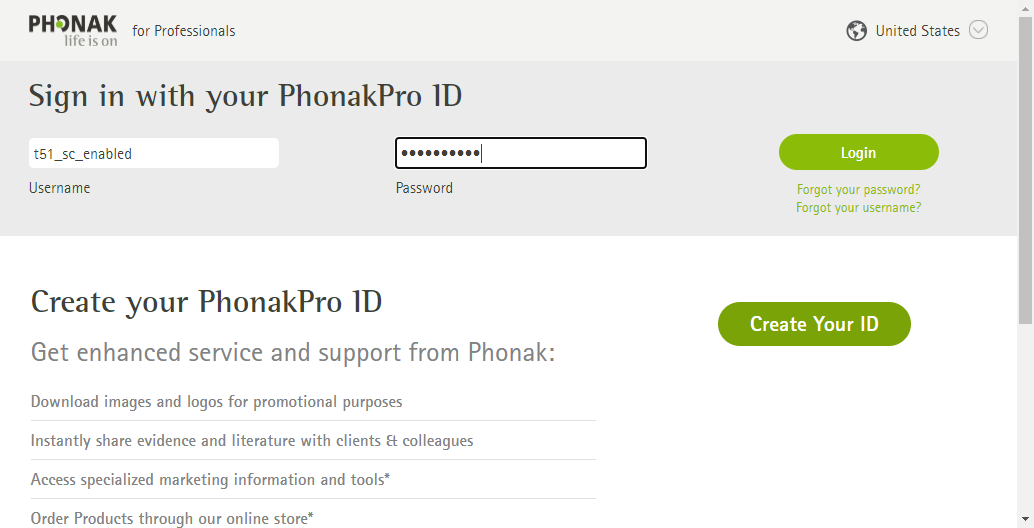 PHONAK
life is on
for Professionals
United States
Sign in with your PhonakPro ID
t51_sc_enabled
••••••••••
Login
Username
Password
Forgot your password?
Forgot your username?
Create your PhonakPro ID
Create Your ID
Get enhanced service and support from Phonak:
Download images and logos for promotional purposes
Instantly share evidence and literature with clients & colleagues
Access specialized marketing information and tools*
Order Products through our online store*